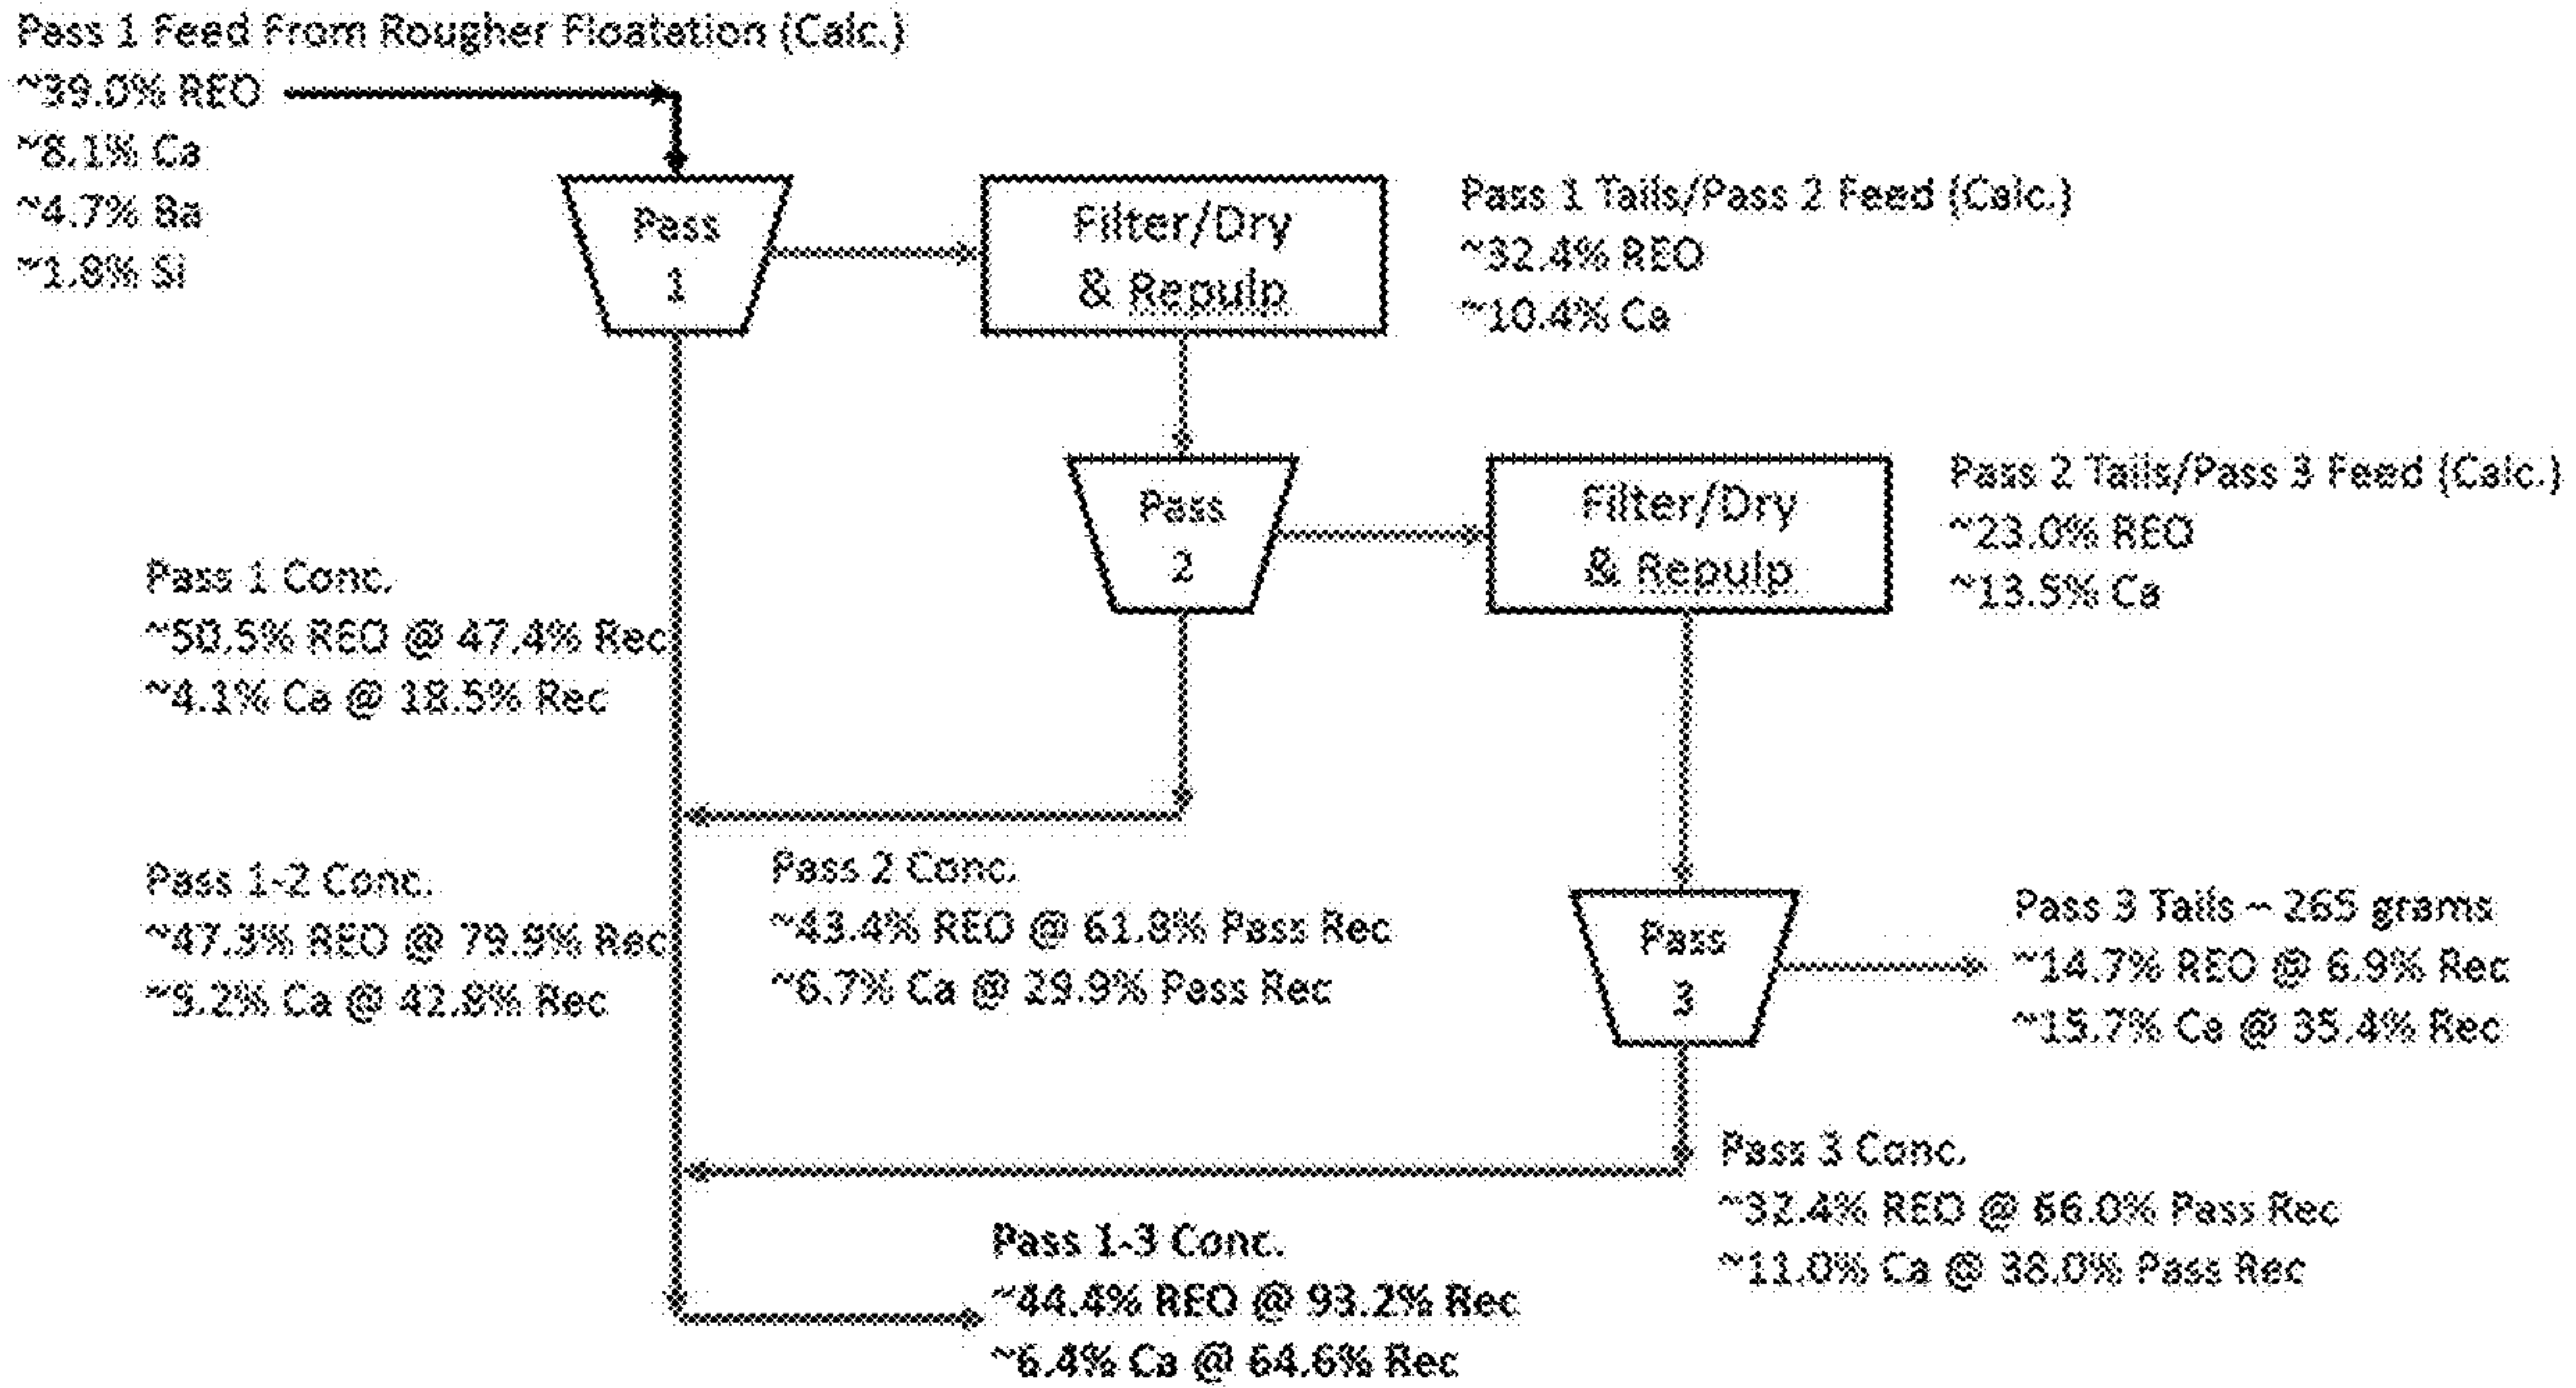 Pass 1 Feed From Rougher Floatation (Calc.)
~39.0% REO
~8.1% Ca
~4.7% Ba
~1.8% Si
Pass
1
Filter/Dry
& Repulp
Pass 1 Tails/Pass 2 Feed (Calc.)
~32.4% REO
~10.4% Ca
Pass
2
Filter/Dry
& Repulp
Pass 2 Tails/Pass 3 Feed (Calc.)
~23.0% REO
~13.5% Ca
Pass 1 Conc.
~50.5% REO @ 47.4% Rec
~4.1% Ca @ 18.5% Rec
Pass 1-2 Conc.
~47.3% REO @ 79.9% Rec
~5.2% Ca @ 42.8% Rec
Pass 2 Conc.
~43.4% REO @ 61.8% Pass Rec
~6.7% Ca @ 29.9% Pass Rec
Pass
3
Pass 3 Tails – 265 grams
~14.7% REO @ 6.9% Rec
~15.7% Ca @ 35.4% Rec
Pass 3 Conc.
~32.4% REO @ 66.0% Pass Rec
~11.0% Ca @ 38.0% Pass Rec
Pass 1-3 Conc.
~44.4% REO @ 93.2% Rec
~6.4% Ca @ 64.6% Rec